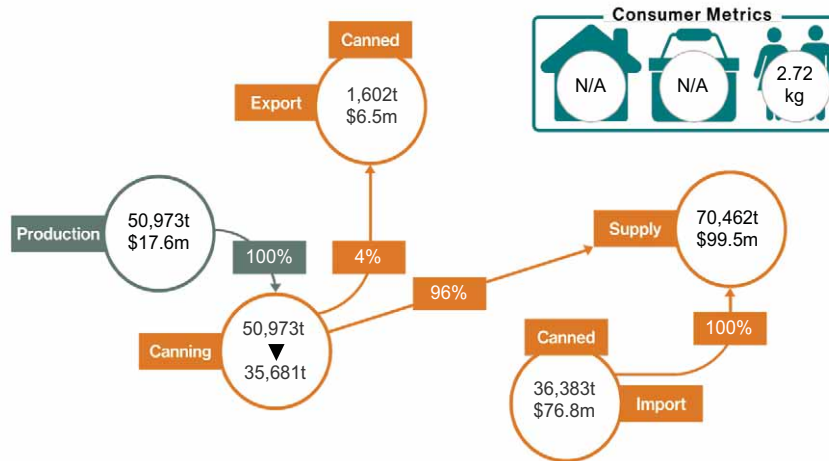 Consumer Metrics
N/A
N/A
2.72
kg
Canned
Export
1,602t
$6.5m
Production
50,973t
$17.6m
100%
4%
96%
Supply
70,462t
$99.5m
Canning
50,973t
▼
35,681t
100%
Canned
36,383t
$76.8m
Import